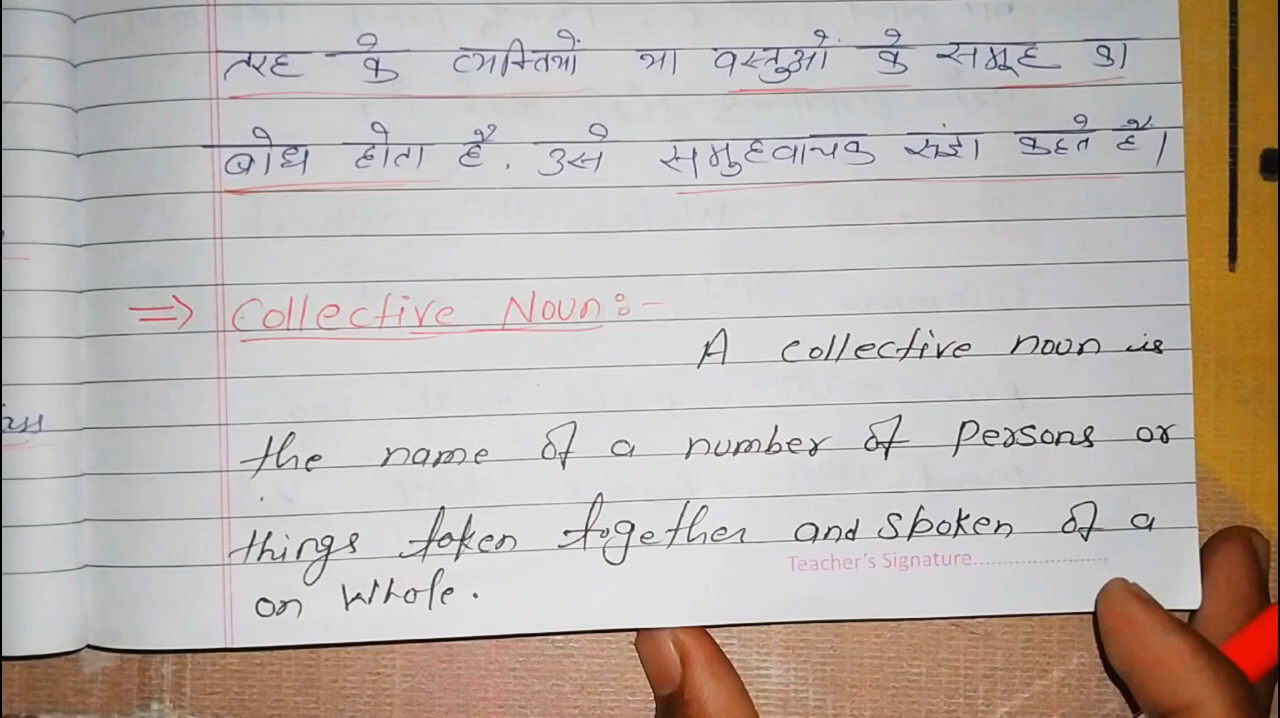 तरह के व्यक्तियों या वस्तुओं के समूह का
बोध होता है. उसे समुहवाचक संज्ञा कहते हैं।
=> Collective Noun:-
A collective noun is
the name of a number of Persons or
things taken together and spoken of a
Teacher's Signature....................
on Whole.